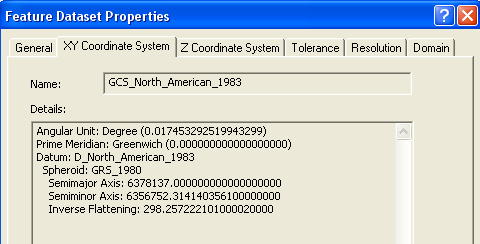 Feature Dataset Properties
General XY Coordinate System Z Coordinate System Tolerance Resolution Domain
Name: GCS_North_American_1983
Details:
Angular Unit: Degree (0.017453292519943299)
Prime Meridian: Greenwich (0.000000000000000000)
Datum: D_North_American_1983
Spheroid: GRS_1980
Semimajor Axis: 6378137.000000000000000000
Semiminor Axis: 6356752.314140356100000000
Inverse Flattening: 298.257222101000020000